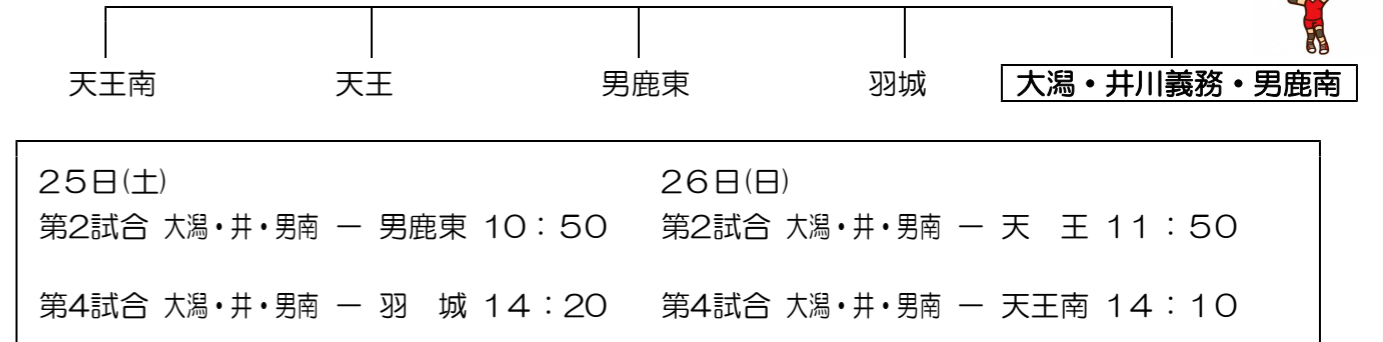 天王南 天王 男鹿東 羽城 大潟・井川義務・男鹿南
25日(土) 26日(日)
第2試合 大潟・井・男南 － 男鹿東 10：50 第2試合 大潟・井・男南 － 天　王 11：50
第4試合 大潟・井・男南 － 羽　城 14：20 第4試合 大潟・井・男南 － 天王南 14：10